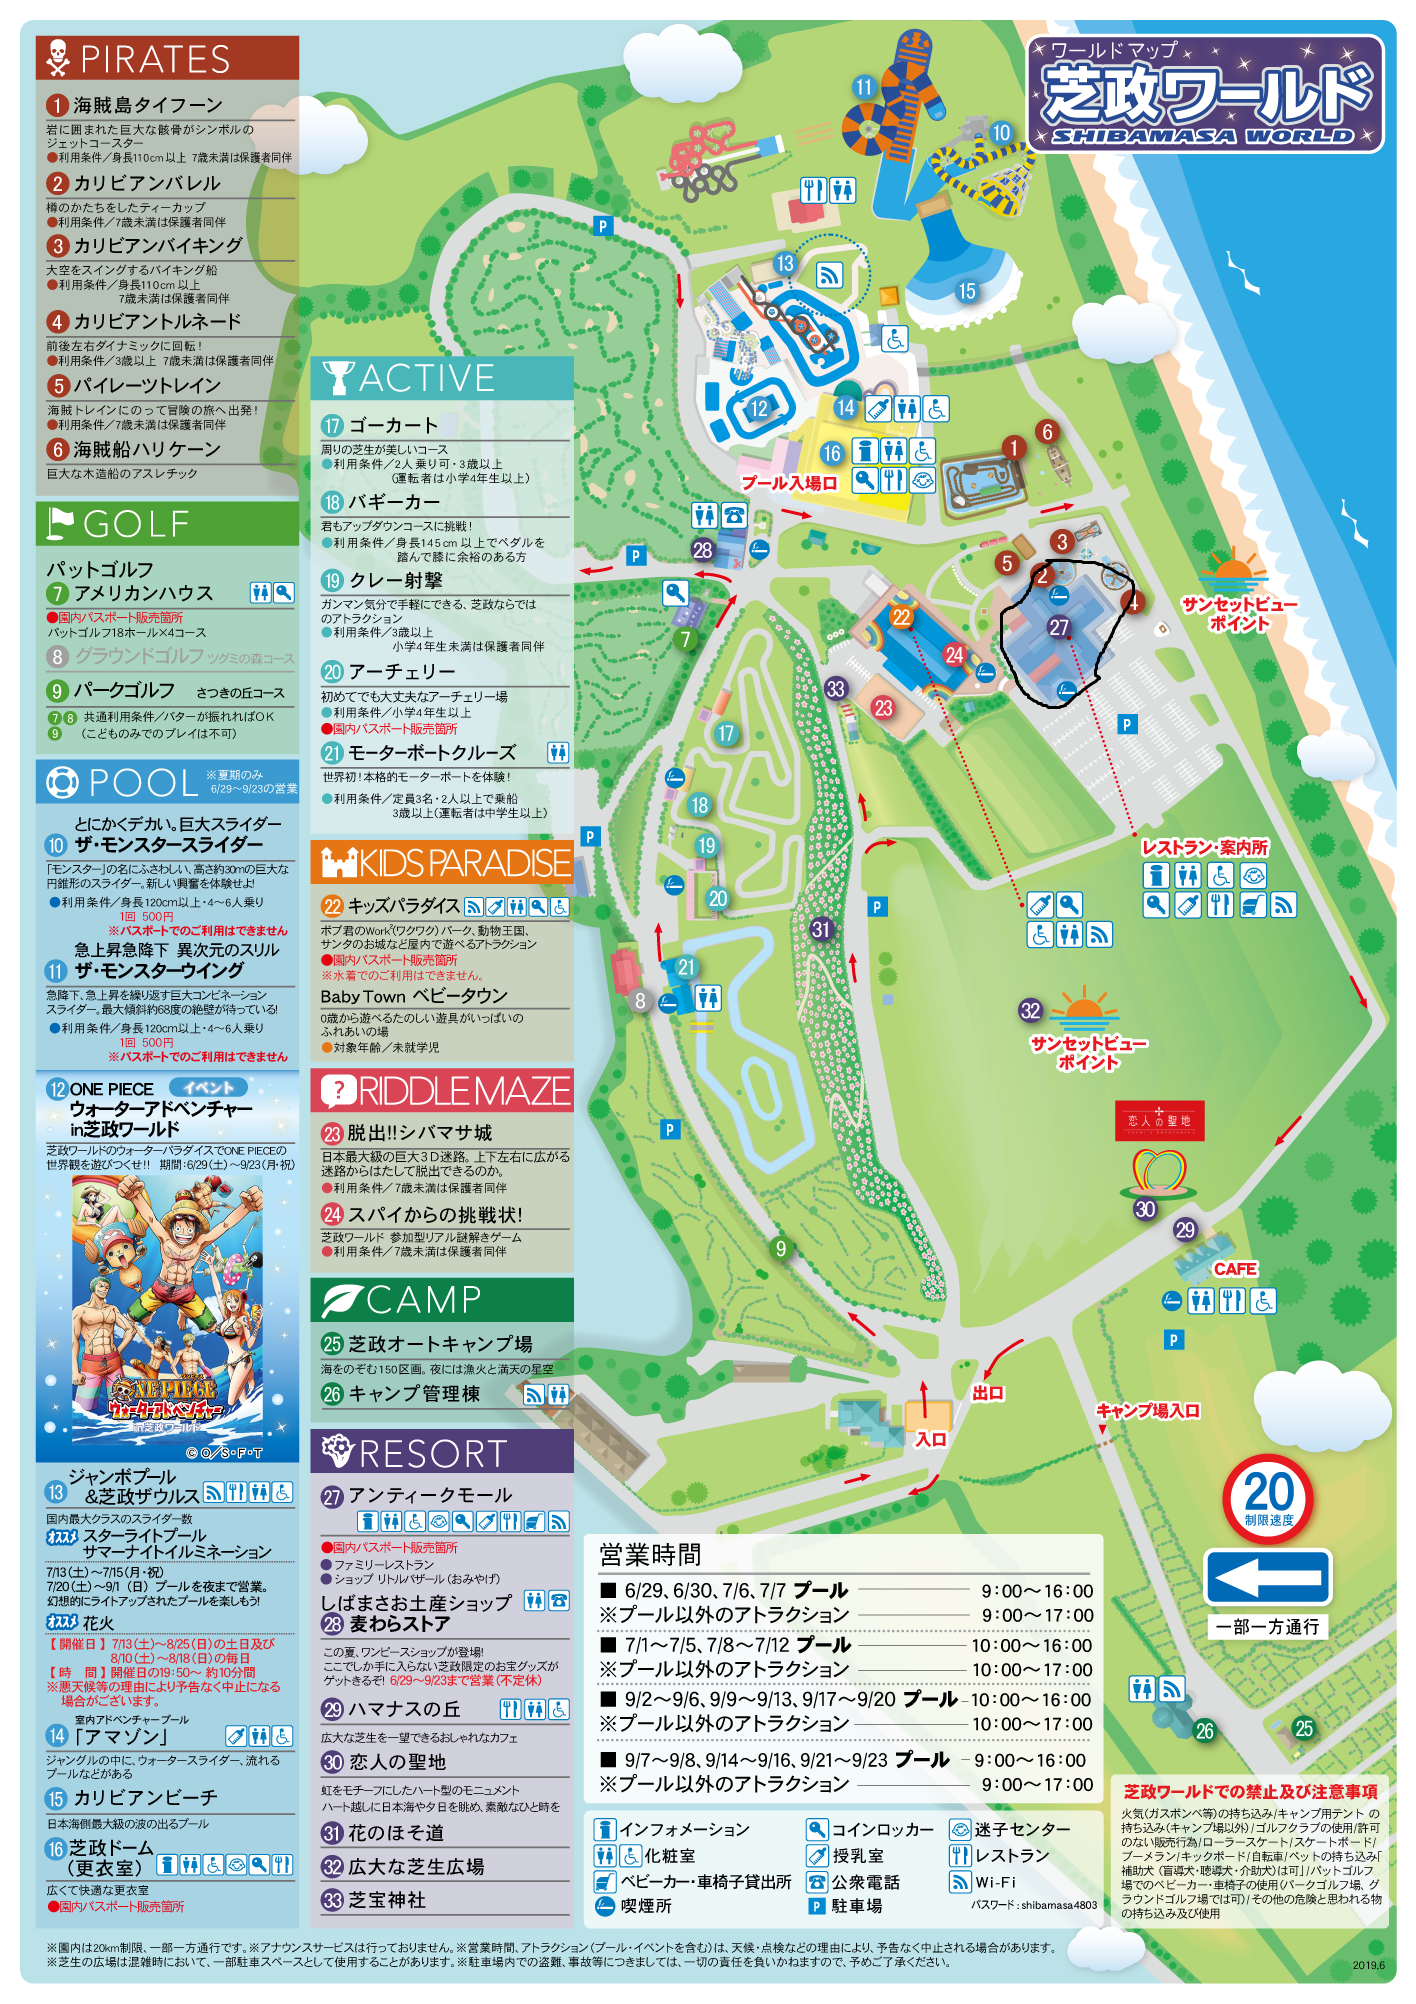 PIRATES
1 海賊島タイフーン
岩に囲まれた巨大な骸骨がシンボルの
ジェットコースター
●利用条件／身長110cm以上 7歳未満は保護者同伴
2 カリビアンバレル
樽のかたちをしたティーカップ
●利用条件／7歳未満は保護者同伴
3 カリビアンバイキング
大空をスイングするバイキング船
●利用条件／身長110cm以上
7歳未満は保護者同伴
4 カリビアントルネード
前後左右ダイナミックに回転！
●利用条件／3歳以上 7歳未満は保護者同伴
5 パイレーツトレイン
海賊トレインにのって冒険の旅へ出発！
●利用条件／7歳未満は保護者同伴
6 海賊船ハリケーン
巨大な木造船のアスレチック
GOLF
パットゴルフ
7 アメリカンハウス
●園内パスポート販売箇所
パットゴルフ18ホール×4コース
8 グラウンドゴルフ ツグミの森コース
9 パークゴルフ さつきの丘コース
7 8 共通利用条件／パターが振ればOK
9 （こどものみでのプレイは不可）
POOL ※夏期のみ
6/29〜9/23の営業
とにかくデカい。巨大スライダー
10 ザ・モンスタースライダー
「モンスター」の名にふさわしい、高さ約30mの巨大な
円錐形のスライダー。新しい興奮を体験せよ!
●利用条件／身長120cm以上・4〜6人乗り
1回 500円
※パスポートでのご利用はできません
急上昇急降下 異次元のスリル
11 ザ・モンスターウイング
急降下、急上昇を繰り返す巨大コンビネーション
スライダー。最大傾斜約68度の絶壁が待っている!
●利用条件／身長120cm以上・4〜6人乗り
1回 500円
※パスポートでのご利用はできません
12 ONE PIECE イベント
ウォーターアドベンチャー
in芝政ワールド
芝政ワールドのウォーターパラダイスでONE PIECEの
世界観を遊びつくせ!! 期間：6/29（土）〜9/23（月・祝）
ONE PIECE
ウォーターアドベンチャー
in芝政ワールド
©O/S・F・T
13 ジャンボプール
&芝政ザウルス
国内最大クラスのスライダー数
オススメ スターライトプール
サマーナイトイルミネーション
7/13（土）〜7/15（月・祝）
7/20（土）〜9/1（日）プールを夜まで営業。
幻想的にライトアップされたプールを楽しもう!
オススメ 花火
【 開催日 】7/13（土）〜8/25（日）の土日及び
8/10（土）〜8/18（日）の毎日
【 時　間 】開催日の19:50〜 約10分間
※悪天候等の理由により予告なく中止になる
場合がございます。
室内アドベンチャープール
14 「アマゾン」
ジャングルの中に、ウォータースライダー、流れる
プールなどがある
15 カリビアンビーチ
日本海側最大級の波の出るプール
16 芝政ドーム
（更衣室）
広くて快適な更衣室
●園内パスポート販売箇所
ACTIVE
17 ゴーカート
周りの芝生が美しいコース
●利用条件／2人乗り可・3歳以上
（運転者は小学4年生以上）
18 バギーカー
君もアップダウンコースに挑戦！
●利用条件／身長145cm以上でペダルを
踏んで膝に余裕のある方
19 クレー射撃
ガンマン気分で手軽にできる、芝政ならでは
のアトラクション
●利用条件／3歳以上
小学4年生未満は保護者同伴
20 アーチェリー
初めてでも大丈夫なアーチェリー場
●利用条件／小学4年生以上
●園内パスポート販売箇所
21 モーターボートクルーズ
世界初！本格的モーターボートを体験！
●利用条件／定員3名・2人以上で乗船
3歳以上（運転者は中学生以上）
KIDS PARADISE
22 キッズパラダイス
ボブ君のWork²（ワクワク）パーク、動物王国、
サンタのお城など屋内で遊べるアトラクション
●園内パスポート販売箇所
※水着でのご利用はできません。
Baby Town ベビータウン
0歳から遊べるたのしい遊具がいっぱいの
ふれあいの場
●対象年齢／未就学児
RIDDLE MAZE
23 脱出!!シバマサ城
日本最大級の巨大３Ｄ迷路。上下左右に広がる
迷路からはたして脱出できるのか。
●利用条件／7歳未満は保護者同伴
24 スパイからの挑戦状!
芝政ワールド 参加型リアル謎解きゲーム
●利用条件／7歳未満は保護者同伴
CAMP
25 芝政オートキャンプ場
海をのぞむ150区画。夜には漁火と満天の星空
26 キャンプ管理棟
RESORT
27 アンティークモール
●園内パスポート販売箇所
●ファミリーレストラン
●ショップ リトルバザール（おみやげ）
しばまさお土産ショップ
28 麦わらストア
この夏、ワンピースショップが登場!
ここでしか手に入らない芝政限定のお宝グッズが
ゲットきるぞ! 6/29〜9/23まで営業（不定休）
29 ハマナスの丘
広大な芝生を一望できるおしゃれなカフェ
30 恋人の聖地
虹をモチーフにしたハート型のモニュメント
ハート越しに日本海や夕日を眺め、素敵なひと時を
31 花のほそ道
32 広大な芝生広場
33 芝宝神社
ワールドマップ
芝政ワールド
SHIBAMASA WORLD
11
10
P
13
15
12
14
16
プール入場口
1
6
28
P
3
5
2
4
サンセットビュー
ポイント
7
22
27
24
33
23
P
17
18
P
19
20
レストラン・案内所
P
31
21
8
32
サンセットビュー
ポイント
P
恋人の聖地
30
29
CAFE
9
P
出口
入口
キャンプ場入口
20
制限速度
一部一方通行
26
25
営業時間
■ 6/29、6/30、7/6、7/7 プール 9:00〜16:00
※プール以外のアトラクション 9:00〜17:00
■ 7/1〜7/5、7/8〜7/12 プール 10:00〜16:00
※プール以外のアトラクション 10:00〜17:00
■ 9/2〜9/6、9/9〜9/13、9/17〜9/20 プール 10:00〜16:00
※プール以外のアトラクション 10:00〜17:00
■ 9/7〜9/8、9/14〜9/16、9/21〜9/23 プール 9:00〜16:00
※プール以外のアトラクション 9:00〜17:00
インフォメーション コインロッカー 迷子センター
化粧室 授乳室 レストラン
ベビーカー・車椅子貸出所 公衆電話 Wi-Fi
喫煙所 P 駐車場 パスワード：shibamasa4803
芝政ワールドでの禁止及び注意事項
火気（ガスボンベ等）の持ち込み/キャンプ用テント の
持ち込み（キャンプ場以外）/ゴルフクラブの使用/許可
のない販売行為/ローラースケート/スケートボード/
ブーメラン/キックボード/自転車/ペットの持ち込み「
補助犬（盲導犬・聴導犬・介助犬）は可」/パットゴルフ
場でのベビーカー・車椅子の使用（パークゴルフ場、グ
ラウンドゴルフ場では可）/その他の危険と思われる物
の持ち込み及び使用
※園内は20km制限、一部一方通行です。※アナウンスサービスは行っておりません。※営業時間、アトラクション（プール・イベントを含む）は、天候・点検などの理由により、予告なく中止される場合があります。
※芝生の広場は混雑時において、一部駐車スペースとして使用することがあります。※駐車場内での盗難、事故等につきましては、一切の責任を負いかねますので、予めご了承ください。
2019.6